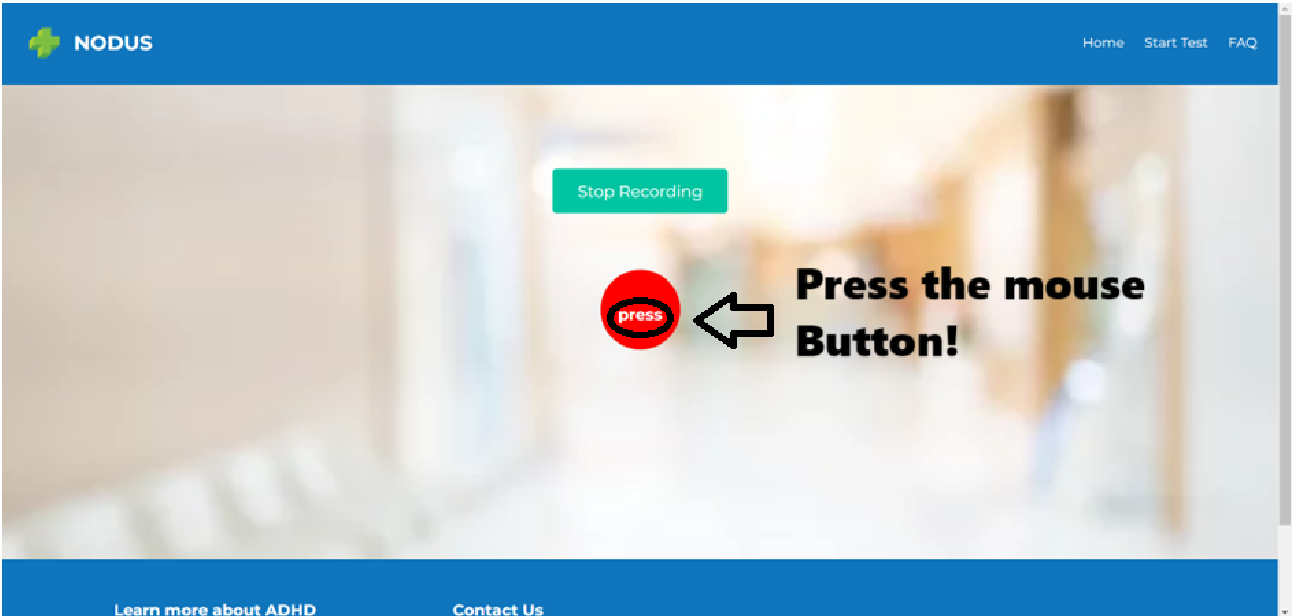 NODUS
Home Start Test FAQ
Stop Recording
press
Press the mouse
Button!
Learn more about ADHD
Contact Us